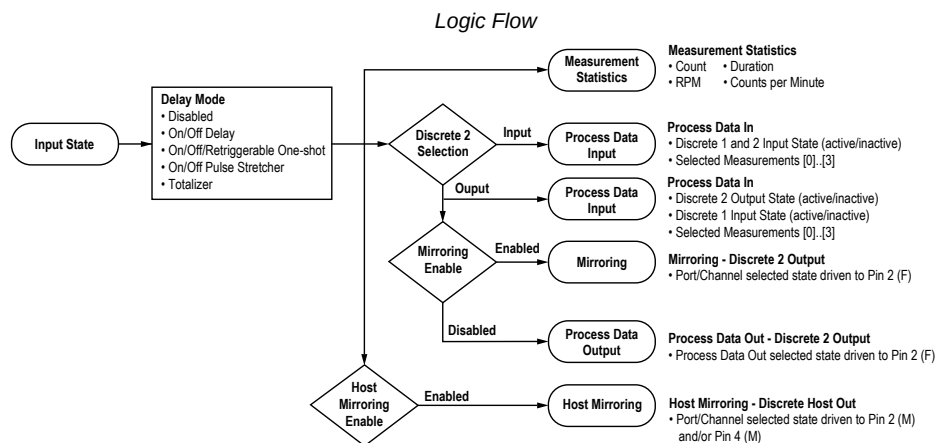 Logic Flow
Measurement
Statistics
Measurement Statistics
• Count • Duration
• RPM • Counts per Minute
Input State
Delay Mode
• Disabled
• On/Off Delay
• On/Off/Retriggerable One-shot
• On/Off Pulse Stretcher
• Totalizer
Discrete 2
Selection
Input
Process Data
Input
Process Data In
• Discrete 1 and 2 Input State (active/inactive)
• Selected Measurements [0]..[3]
Ouput
Process Data
Input
Process Data In
• Discrete 2 Output State (active/inactive)
• Discrete 1 Input State (active/inactive)
• Selected Measurements [0]..[3]
Mirroring
Enable
Enabled
Mirroring
Mirroring - Discrete 2 Output
• Port/Channel selected state driven to Pin 2 (F)
Disabled
Process Data
Output
Process Data Out - Discrete 2 Output
• Process Data Out selected state driven to Pin 2 (F)
Host
Mirroring
Enable
Enabled
Host Mirroring
Host Mirroring - Discrete Host Out
• Port/Channel selected state driven to Pin 2 (M)
and/or Pin 4 (M)